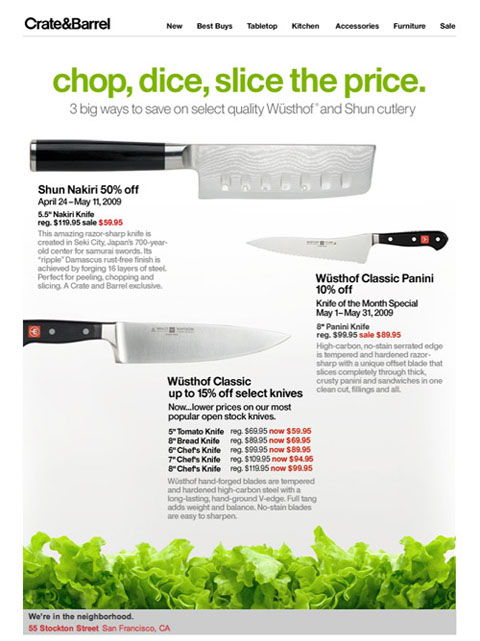 Crate&Barrel
New Best Buys Tabletop Kitchen Accessories Furniture Sale
chop, dice, slice the price.
3 big ways to save on select quality Wüsthof® and Shun cutlery
Shun Nakiri 50% off
April 24 – May 11, 2009
5.5" Nakiri Knife
reg. $119.95 sale $59.95
This amazing razor-sharp knife is
created in Seki City, Japan's 700-year-
old center for samurai swords. Its
"ripple" Damascus rust-free finish is
achieved by forging 16 layers of steel.
Perfect for peeling, chopping and
slicing. A Crate and Barrel exclusive.
Wüsthof Classic Panini
10% off
Knife of the Month Special
May 1 – May 31, 2009
8" Panini Knife
reg. $99.95 sale $89.95
High-carbon, no-stain serrated edge
is tempered and hardened razor-
sharp with a unique offset blade that
slices completely through thick,
crusty panini and sandwiches in one
clean cut, fillings and all.
Wüsthof Classic
up to 15% off select knives
Now...lower prices on our most
popular open stock knives.
5" Tomato Knife reg. $69.95 now $59.95
8" Bread Knife reg. $89.95 now $69.95
6" Chef's Knife reg. $99.95 now $89.95
7" Chef's Knife reg. $109.95 now $94.95
8" Chef's Knife reg. $119.95 now $99.95
Wüsthof hand-forged blades are tempered
and hardened high-carbon steel with a
long-lasting, hand-ground V-edge. Full tang
adds weight and balance. No-stain blades
are easy to sharpen.
We're in the neighborhood.
55 Stockton Street San Francisco, CA